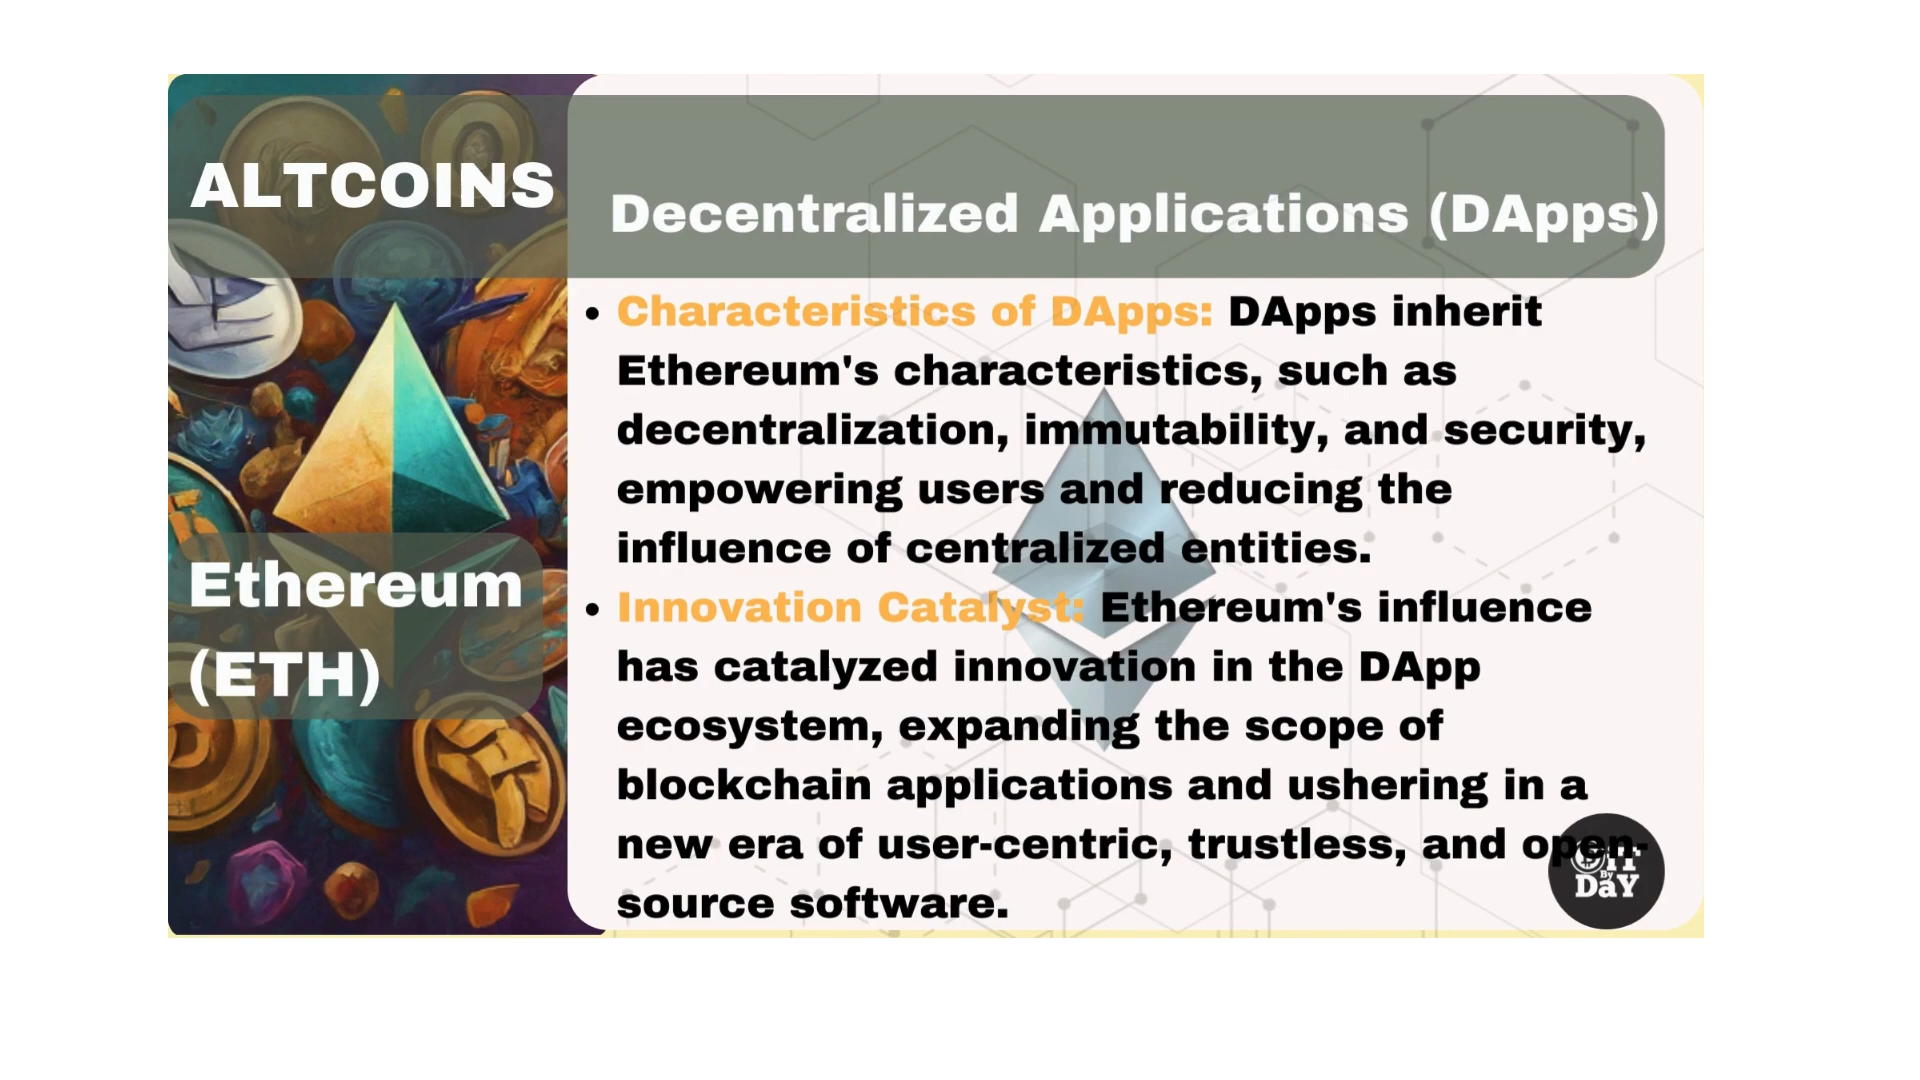 ALTCOINS
Decentralized Applications (DApps)
Ethereum
(ETH)
• Characteristics of DApps: DApps inherit
Ethereum's characteristics, such as
decentralization, immutability, and security,
empowering users and reducing the
influence of centralized entities.
• Innovation Catalyst: Ethereum's influence
has catalyzed innovation in the DApp
ecosystem, expanding the scope of
blockchain applications and ushering in a
new era of user-centric, trustless, and open-
source software.
By
DaY